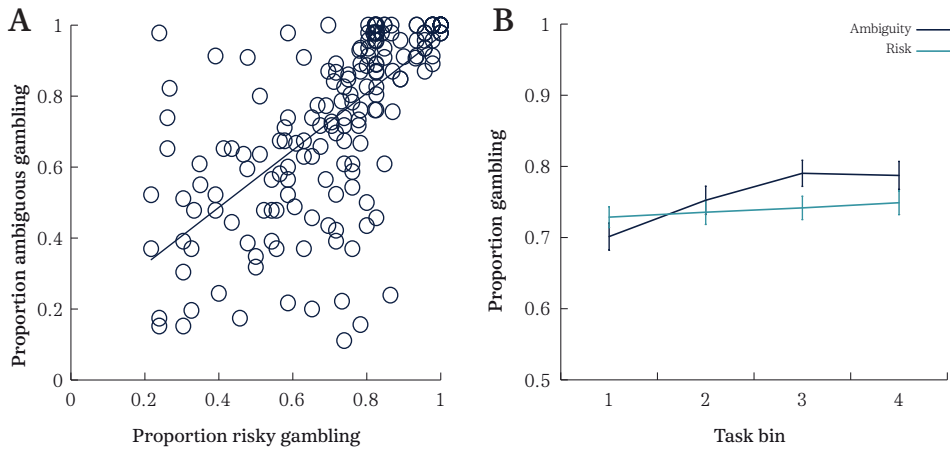 A
Proportion ambiguous gambling
1
0.8
0.6
0.4
0.2
0
0 0.2 0.4 0.6 0.8 1
Proportion risky gambling
B
Ambiguity
Risk
Proportion gambling
1
0.9
0.8
0.7
0.6
0.5
1 2 3 4
Task bin